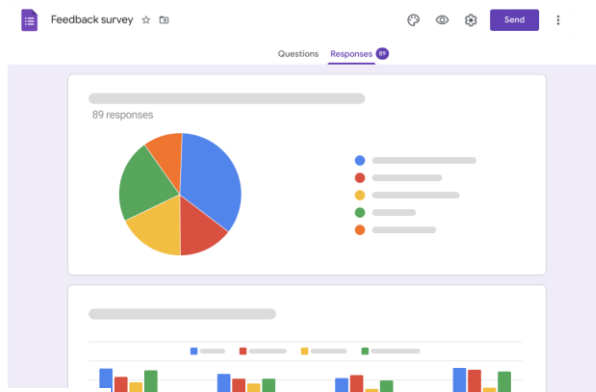 Feedback survey
Send
Questions
Responses 89
89 responses